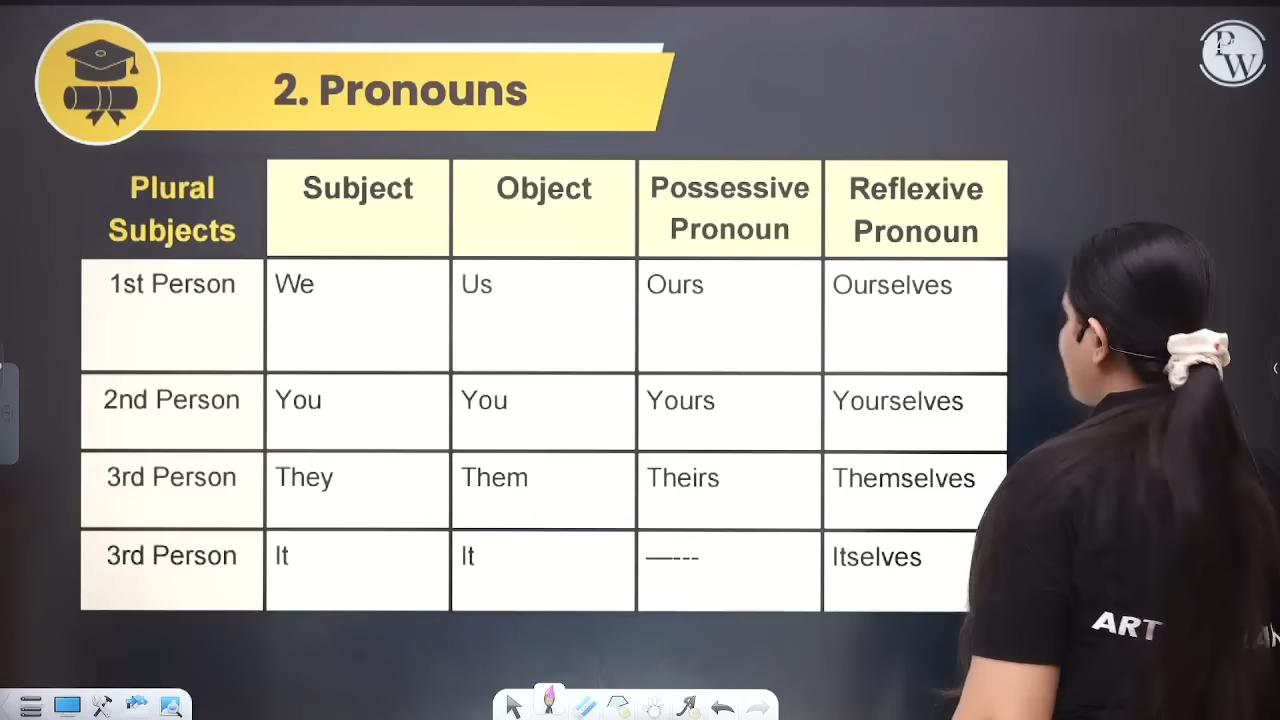 2. Pronouns
PW
Plural Subjects | Subject | Object | Possessive Pronoun | Reflexive Pronoun
1st Person | We | Us | Ours | Ourselves
2nd Person | You | You | Yours | Yourselves
3rd Person | They | Them | Theirs | Themselves
3rd Person | It | It | —--- | Itselves
ART